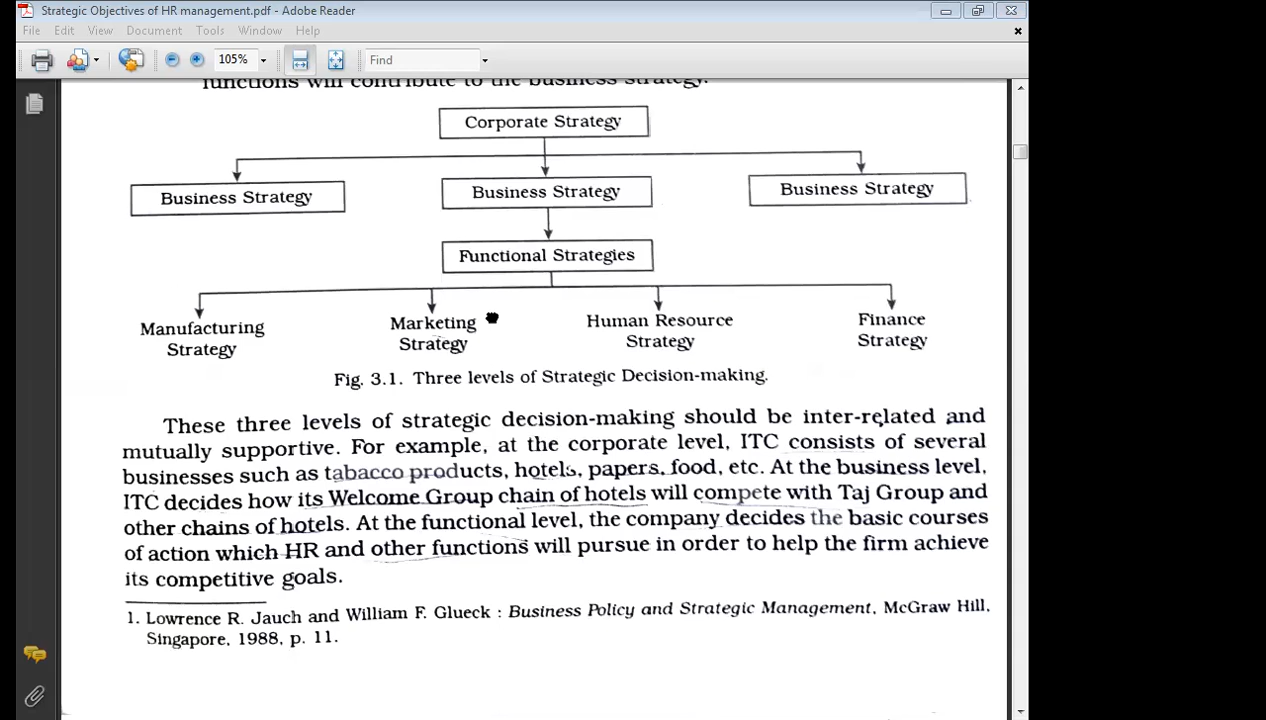 Strategic Objectives of HR management.pdf - Adobe Reader
File Edit View Document Tools Window Help
105% Find
functions will contribute to the business strategy.
Corporate Strategy
Business Strategy Business Strategy Business Strategy
Functional Strategies
Manufacturing Strategy
Marketing Strategy
Human Resource Strategy
Finance Strategy
Fig. 3.1. Three levels of Strategic Decision-making.
These three levels of strategic decision-making should be inter-related and
mutually supportive. For example, at the corporate level, ITC consists of several
businesses such as tabacco products, hotels, papers, food, etc. At the business level,
ITC decides how its Welcome Group chain of hotels will compete with Taj Group and
other chains of hotels. At the functional level, the company decides the basic courses
of action which HR and other functions will pursue in order to help the firm achieve
its competitive goals.
1. Lowrence R. Jauch and William F. Glueck : Business Policy and Strategic Management, McGraw Hill,
Singapore, 1988, p. 11.